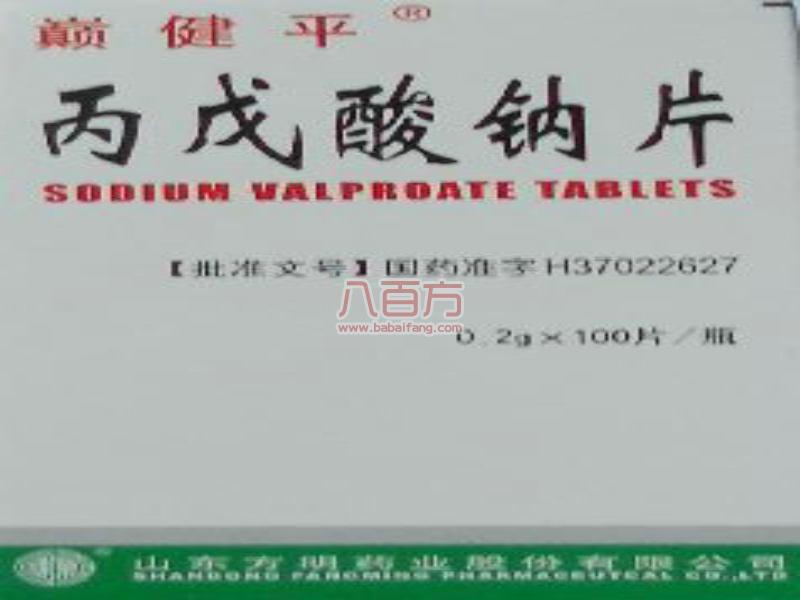 巅健平®
丙戊酸钠片
SODIUM VALPROATE TABLETS
【批准文号】国药准字H37022627
八百方
www.babaifang.com
0.2g×100片/瓶
山东方明药业股份有限公司
SHANDONG FANGMING PHARMACEUTCAL CO.,LTD